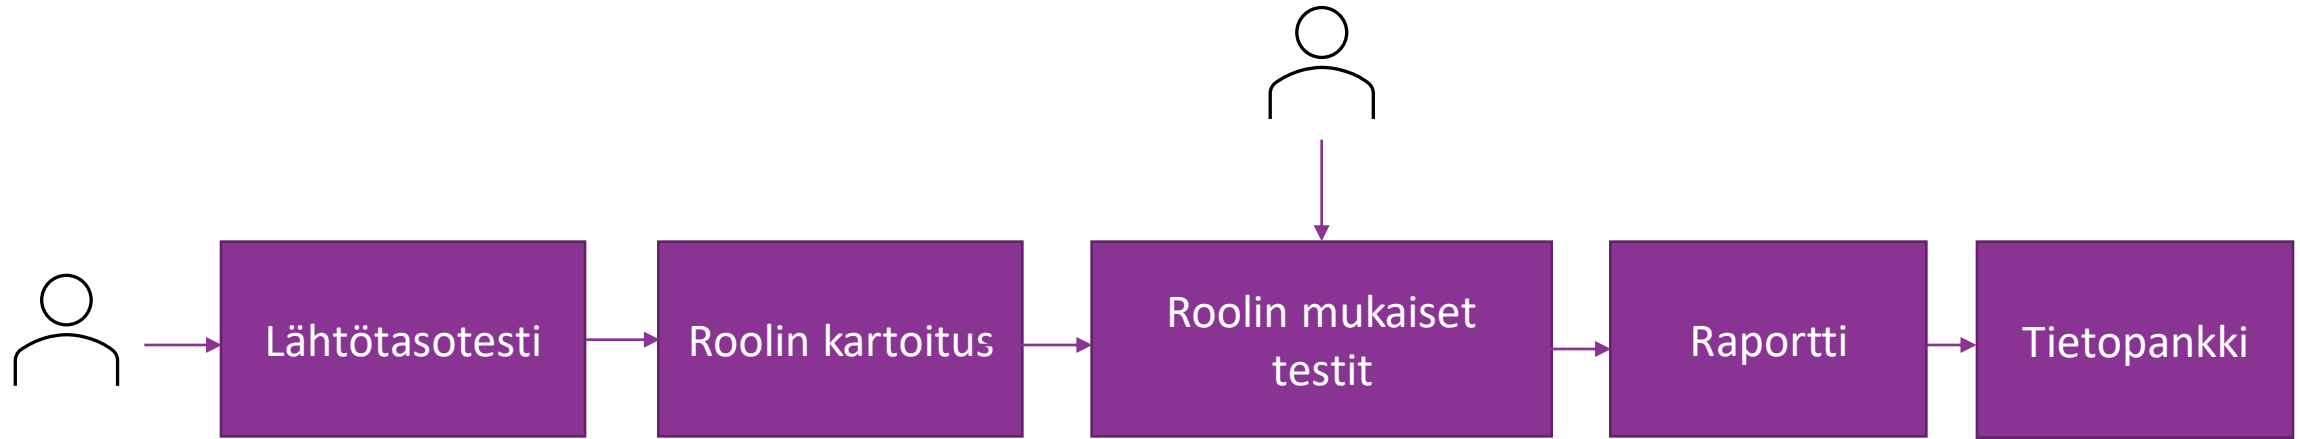 Lähtötasotesti
Roolin kartoitus
Roolin mukaiset
testit
Raportti
Tietopankki